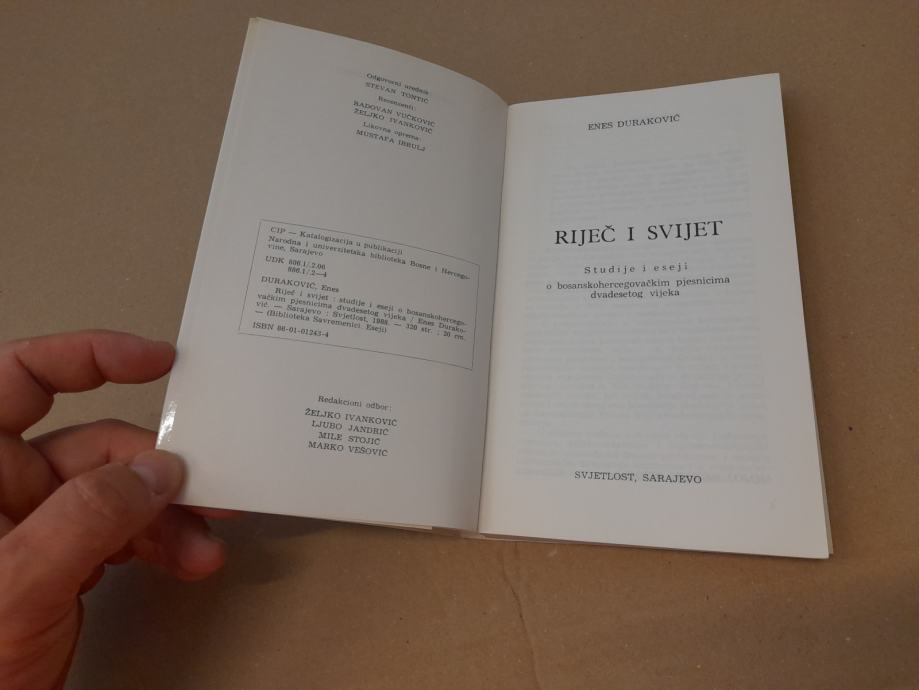 Odgovorni urednik:
STEVAN TONTIĆ
Recenzenti:
RADOVAN VUČKOVIĆ
ŽELJKO IVANKOVIĆ
Likovna oprema:
MUSTAFA IBRULJ
CIP — Katalogizacija u publikaciji
Narodna i univerzitetska biblioteka Bosne i Hercego-
vine, Sarajevo
UDK 886.1/.2.06
886.1/.2—4
DURAKOVIĆ, Enes
Riječ i svijet : studije i eseji o bosanskohercego-
vačkim pjesnicima dvadesetog vijeka / Enes Durako-
vić. — Sarajevo : Svjetlost, 1988. — 320 str. ; 20 cm.
— (Biblioteka Savremenici. Eseji)
ISBN 86-01-01243-4
Redakcioni odbor:
ŽELJKO IVANKOVIĆ
LJUBO JANDRIĆ
MILE STOJIĆ
MARKO VEŠOVIĆ
ENES DURAKOVIĆ
RIJEČ I SVIJET
Studije i eseji
o bosanskohercegovačkim pjesnicima
dvadesetog vijeka
SVJETLOST, SARAJEVO